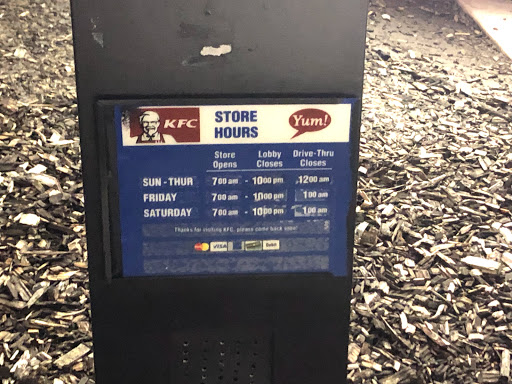 KFC
STORE
HOURS
Yum!
Store Lobby Drive-Thru
Opens Closes Closes
SUN - THUR 7:00 am - 10:00 pm 12:00 am
FRIDAY 7:00 am - 10:00 pm 1:00 am
SATURDAY 7:00 am - 10:00 pm 1:00 am
Thanks for visiting KFC, please come back soon!
VISA